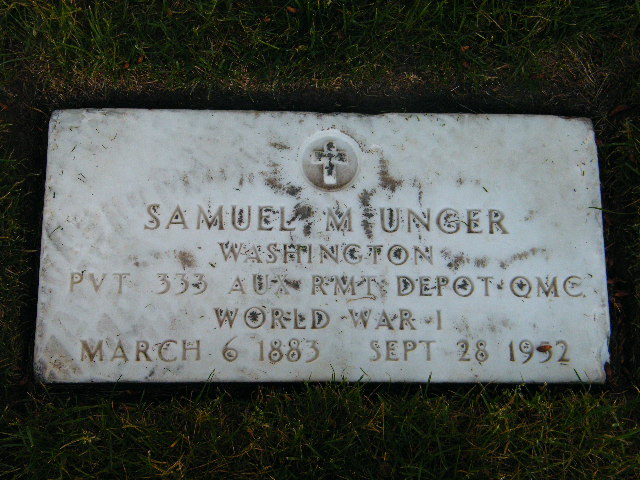 SAMUEL M UNGER
WASHINGTON
PVT 333 AUX RMT DEPOT QMC
WORLD WAR I
MARCH 6 1883 SEPT 28 1952